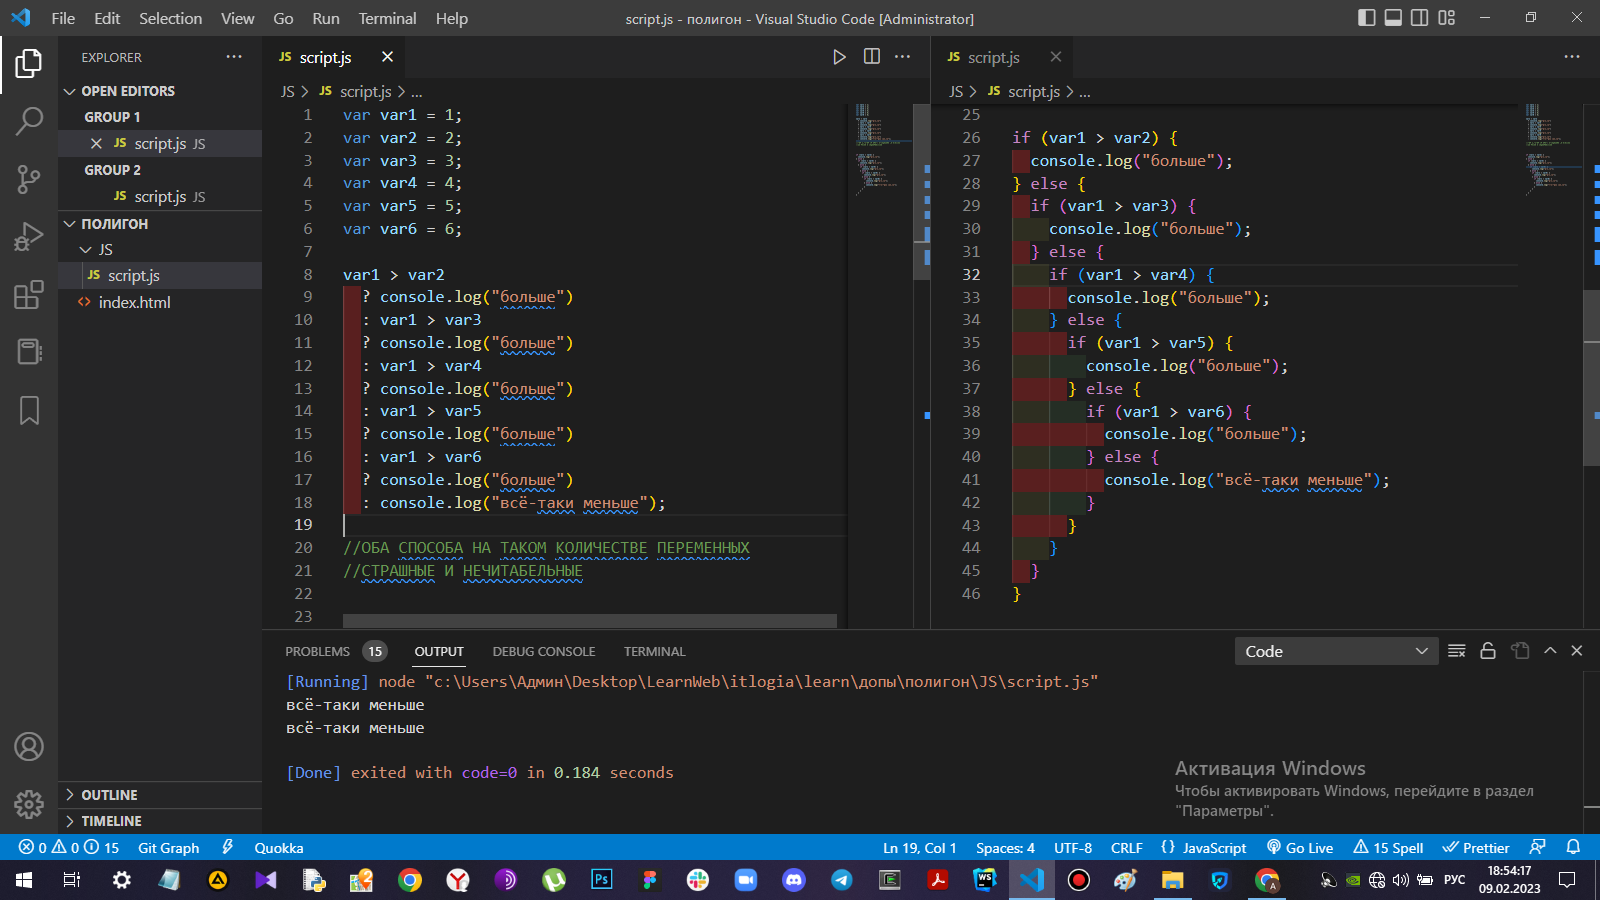 File Edit Selection View Go Run Terminal Help
script.js - полигон - Visual Studio Code [Administrator]
EXPLORER
OPEN EDITORS
GROUP 1
JS script.js JS
GROUP 2
JS script.js JS
ПОЛИГОН
JS
JS script.js
<> index.html
OUTLINE
TIMELINE
JS script.js
JS > JS script.js > ...
1 var var1 = 1;
2 var var2 = 2;
3 var var3 = 3;
4 var var4 = 4;
5 var var5 = 5;
6 var var6 = 6;
7
8 var1 > var2
9 ? console.log("больше")
10 : var1 > var3
11 ? console.log("больше")
12 : var1 > var4
13 ? console.log("больше")
14 : var1 > var5
15 ? console.log("больше")
16 : var1 > var6
17 ? console.log("больше")
18 : console.log("всё-таки меньше");
19
20 //ОБА СПОСОБА НА ТАКОМ КОЛИЧЕСТВЕ ПЕРЕМЕННЫХ
21 //СТРАШНЫЕ И НЕЧИТАБЕЛЬНЫЕ
22
23
JS script.js
JS > JS script.js > ...
25
26 if (var1 > var2) {
27 console.log("больше");
28 } else {
29 if (var1 > var3) {
30 console.log("больше");
31 } else {
32 if (var1 > var4) {
33 console.log("больше");
34 } else {
35 if (var1 > var5) {
36 console.log("больше");
37 } else {
38 if (var1 > var6) {
39 console.log("больше");
40 } else {
41 console.log("всё-таки меньше");
42 }
43 }
44 }
45 }
46 }
PROBLEMS 15 OUTPUT DEBUG CONSOLE TERMINAL
Code
[Running] node "c:\Users\Админ\Desktop\LearnWeb\itlogia\learn\допы\полигон\JS\script.js"
всё-таки меньше
всё-таки меньше
[Done] exited with code=0 in 0.184 seconds
Активация Windows
Чтобы активировать Windows, перейдите в раздел
"Параметры".
0 0 15 Git Graph Quokka
Ln 19, Col 1 Spaces: 4 UTF-8 CRLF {} JavaScript Go Live 15 Spell Prettier
Ps
WS
A
РУС
18:54:17
09.02.2023